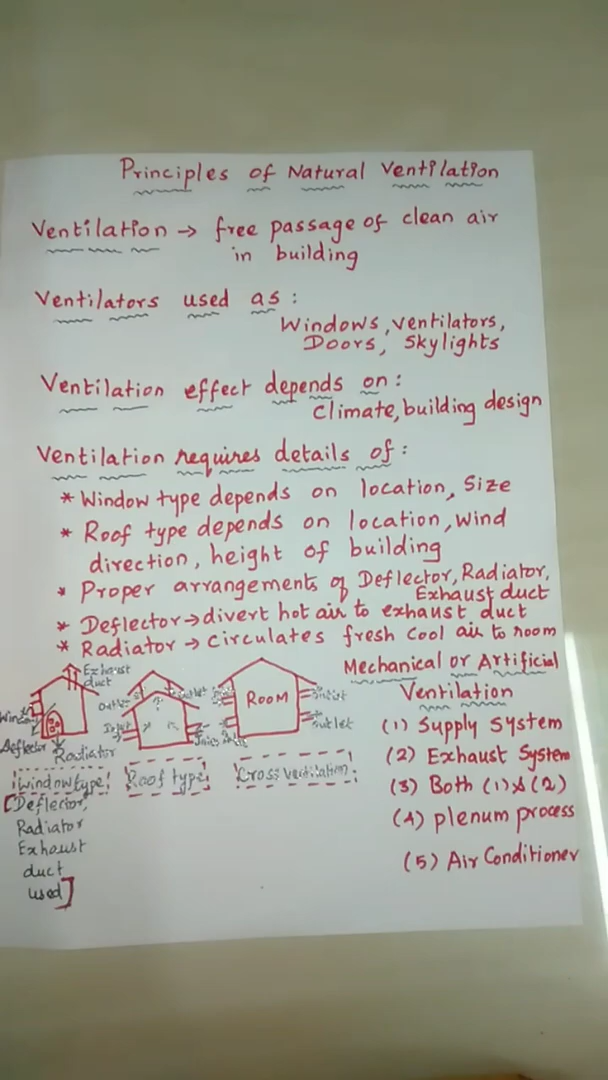 Principles of Natural Ventilation
Ventilation → free passage of clean air
in building
Ventilators used as :
Windows, ventilators,
Doors, Skylights
Ventilation effect depends on :
Climate, building design
Ventilation requires details of :
* Window type depends on location, Size
* Roof type depends on location, wind
direction, height of building
* Proper arrangements of Deflector, Radiator,
Exhaust duct
* Deflector → divert hot air to exhaust duct
* Radiator → circulates fresh cool air to room
Exhaust
duct
Window
Deflector
Radiator
Window type
[Deflector,
Radiator
Exhaust
duct
used]
Outlet
outlet
Inlet
Roof type
ROOM
outlet
Cross ventilation
Mechanical or Artificial
Ventilation
(1) Supply System
(2) Exhaust System
(3) Both (1) & (2)
(4) plenum process
(5) Air Conditioner